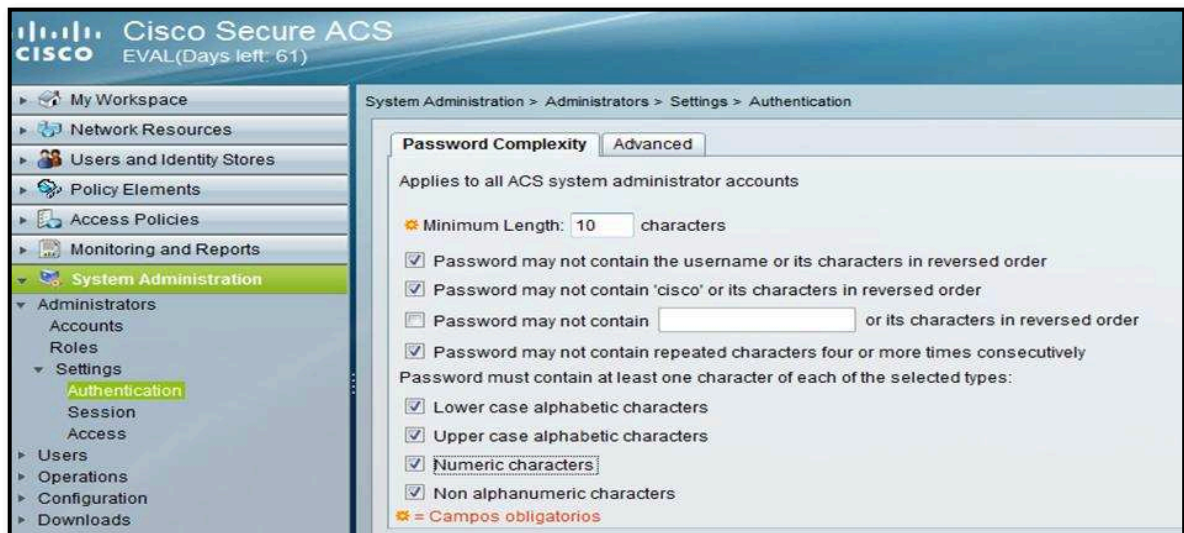 CISCO
Cisco Secure ACS
EVAL(Days left: 61)
My Workspace
Network Resources
Users and Identity Stores
Policy Elements
Access Policies
Monitoring and Reports
System Administration
Administrators
Accounts
Roles
Settings
Authentication
Session
Access
Users
Operations
Configuration
Downloads
System Administration > Administrators > Settings > Authentication
Password Complexity Advanced
Applies to all ACS system administrator accounts
Minimum Length: 10 characters
Password may not contain the username or its characters in reversed order
Password may not contain 'cisco' or its characters in reversed order
Password may not contain or its characters in reversed order
Password may not contain repeated characters four or more times consecutively
Password must contain at least one character of each of the selected types:
Lower case alphabetic characters
Upper case alphabetic characters
Numeric characters
Non alphanumeric characters
= Campos obligatorios